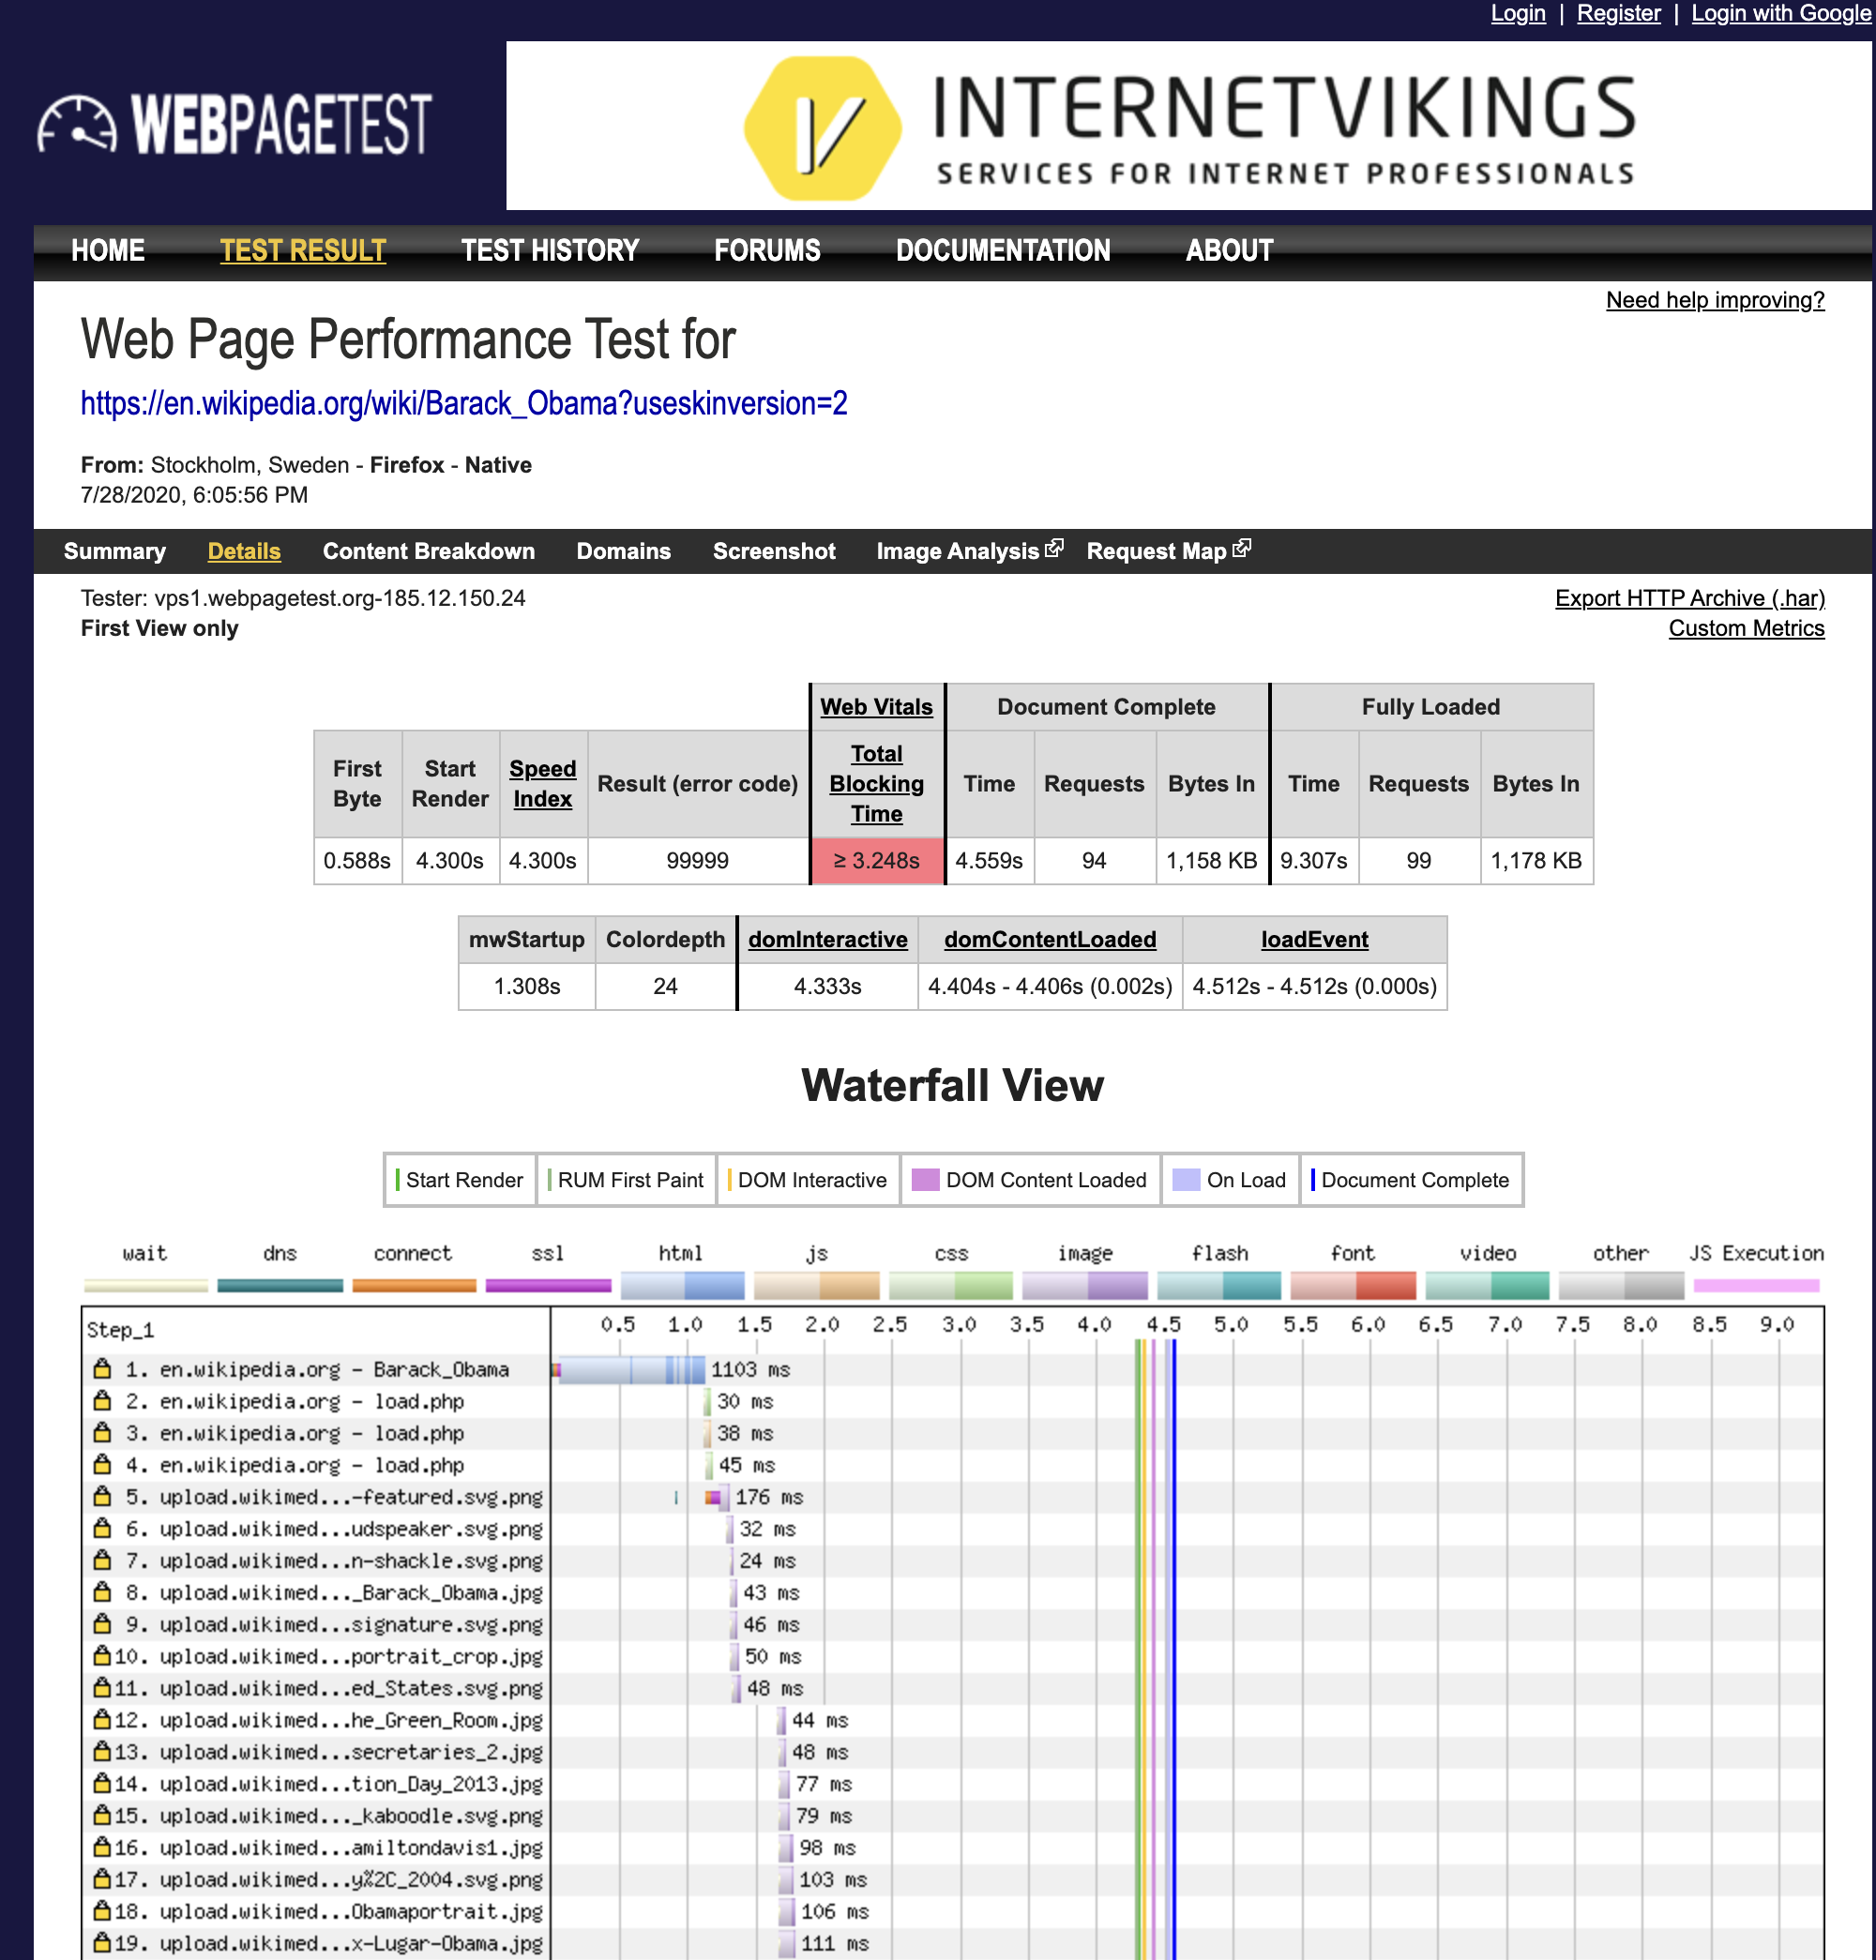 Login | Register | Login with Google
WEBPAGETEST
INTERNETVIKINGS
SERVICES FOR INTERNET PROFESSIONALS
HOME TEST RESULT TEST HISTORY FORUMS DOCUMENTATION ABOUT
Need help improving?
Web Page Performance Test for
https://en.wikipedia.org/wiki/Barack_Obama?useskinversion=2
From: Stockholm, Sweden - Firefox - Native
7/28/2020, 6:05:56 PM
Summary Details Content Breakdown Domains Screenshot Image Analysis Request Map
Tester: vps1.webpagetest.org-185.12.150.24
Export HTTP Archive (.har)
First View only
Custom Metrics
Web Vitals Document Complete Fully Loaded
First Byte Start Render Speed Index Result (error code) Total Blocking Time Time Requests Bytes In Time Requests Bytes In
0.588s 4.300s 4.300s 99999 ≥ 3.248s 4.559s 94 1,158 KB 9.307s 99 1,178 KB
mwStartup Colordepth domInteractive domContentLoaded loadEvent
1.308s 24 4.333s 4.404s - 4.406s (0.002s) 4.512s - 4.512s (0.000s)
Waterfall View
Start Render RUM First Paint DOM Interactive DOM Content Loaded On Load Document Complete
wait dns connect ssl html js css image flash font video other JS Execution
Step_1 0.5 1.0 1.5 2.0 2.5 3.0 3.5 4.0 4.5 5.0 5.5 6.0 6.5 7.0 7.5 8.0 8.5 9.0
1. en.wikipedia.org - Barack_Obama 1103 ms
2. en.wikipedia.org - load.php 30 ms
3. en.wikipedia.org - load.php 38 ms
4. en.wikipedia.org - load.php 45 ms
5. upload.wikimed...-featured.svg.png 176 ms
6. upload.wikimed...udspeaker.svg.png 32 ms
7. upload.wikimed...n-shackle.svg.png 24 ms
8. upload.wikimed..._Barack_Obama.jpg 43 ms
9. upload.wikimed...signature.svg.png 46 ms
10. upload.wikimed...portrait_crop.jpg 50 ms
11. upload.wikimed...ed_States.svg.png 48 ms
12. upload.wikimed...he_Green_Room.jpg 44 ms
13. upload.wikimed...secretaries_2.jpg 48 ms
14. upload.wikimed...tion_Day_2013.jpg 77 ms
15. upload.wikimed..._kaboodle.svg.png 79 ms
16. upload.wikimed...amiltondavis1.jpg 98 ms
17. upload.wikimed...y%2C_2004.svg.png 103 ms
18. upload.wikimed...Obamaportrait.jpg 106 ms
19. upload.wikimed...x-Lugar-Obama.jpg 111 ms